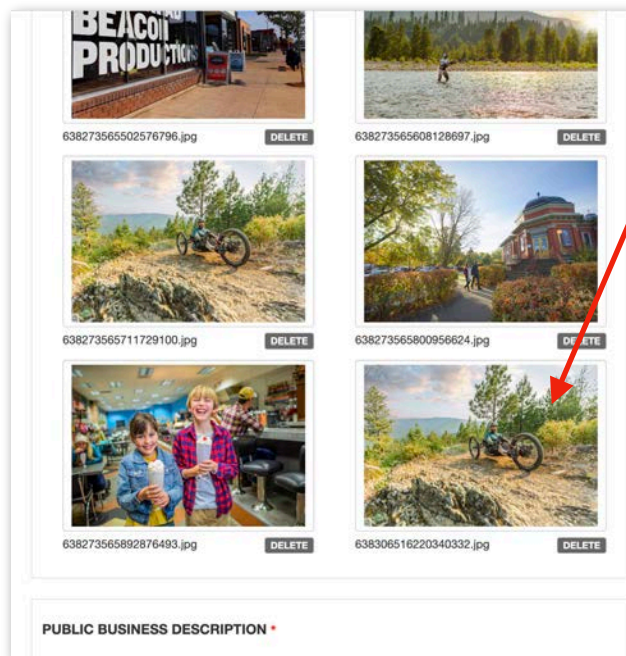 BEACON
PRODUCTIONS
638273565502576796.jpg DELETE
638273565608128697.jpg DELETE
638273565711729100.jpg DELETE
638273565800956624.jpg DELETE
638273565892876493.jpg DELETE
638306516220340332.jpg DELETE
PUBLIC BUSINESS DESCRIPTION *